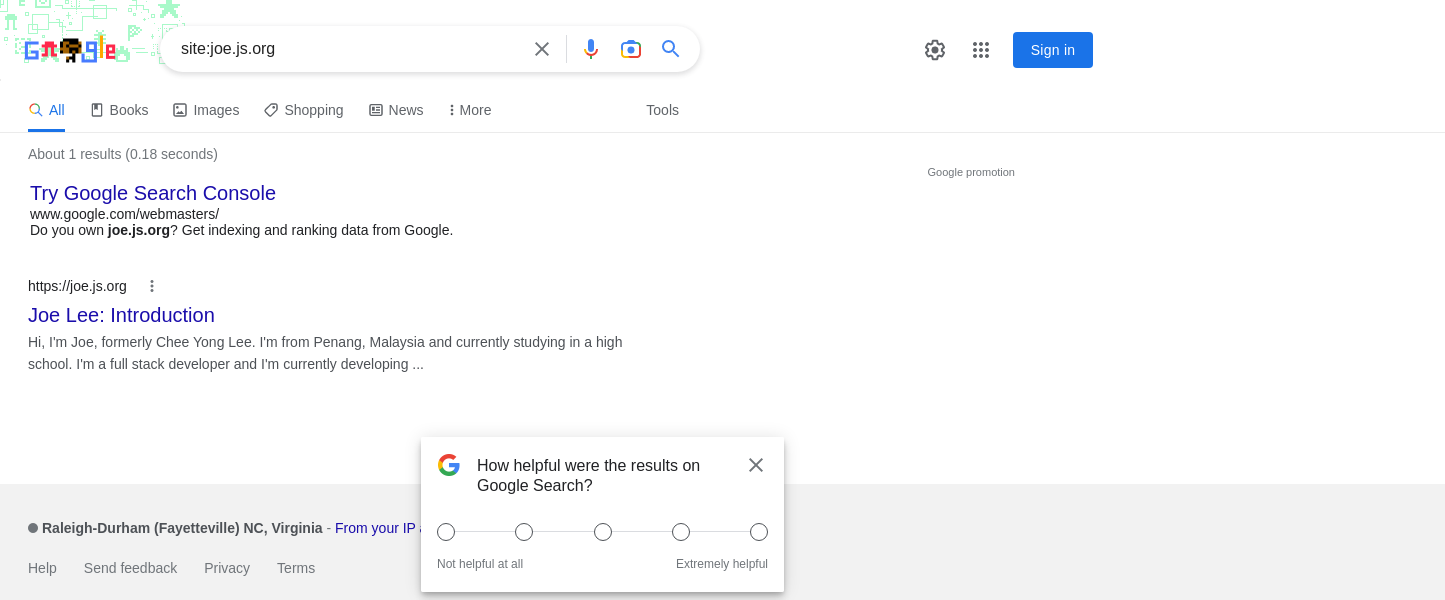 Google
site:joe.js.org
Sign in
All
Books
Images
Shopping
News
More
Tools
About 1 results (0.18 seconds)
Google promotion
Try Google Search Console
www.google.com/webmasters/
Do you own joe.js.org? Get indexing and ranking data from Google.
https://joe.js.org
Joe Lee: Introduction
Hi, I'm Joe, formerly Chee Yong Lee. I'm from Penang, Malaysia and currently studying in a high
school. I'm a full stack developer and I'm currently developing ...
How helpful were the results on
Google Search?
Not helpful at all
Extremely helpful
Raleigh-Durham (Fayetteville) NC, Virginia - From your IP
Help
Send feedback
Privacy
Terms